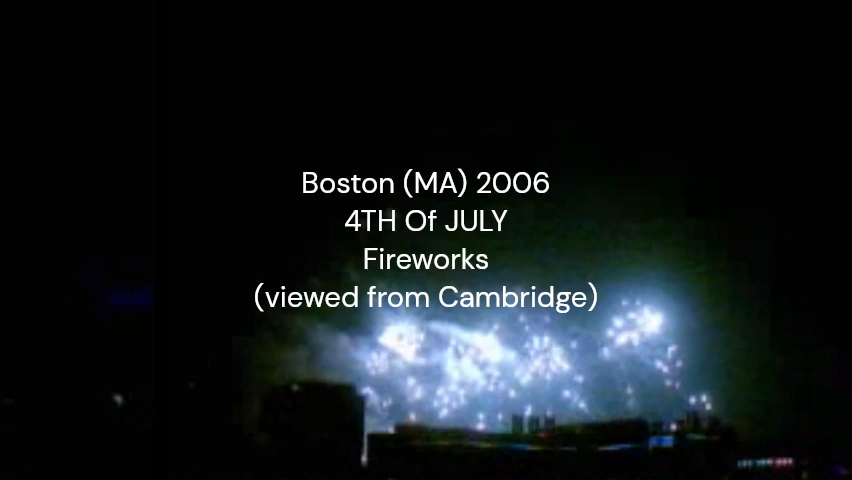 Boston (MA) 2006
4TH Of JULY
Fireworks
(viewed from Cambridge)